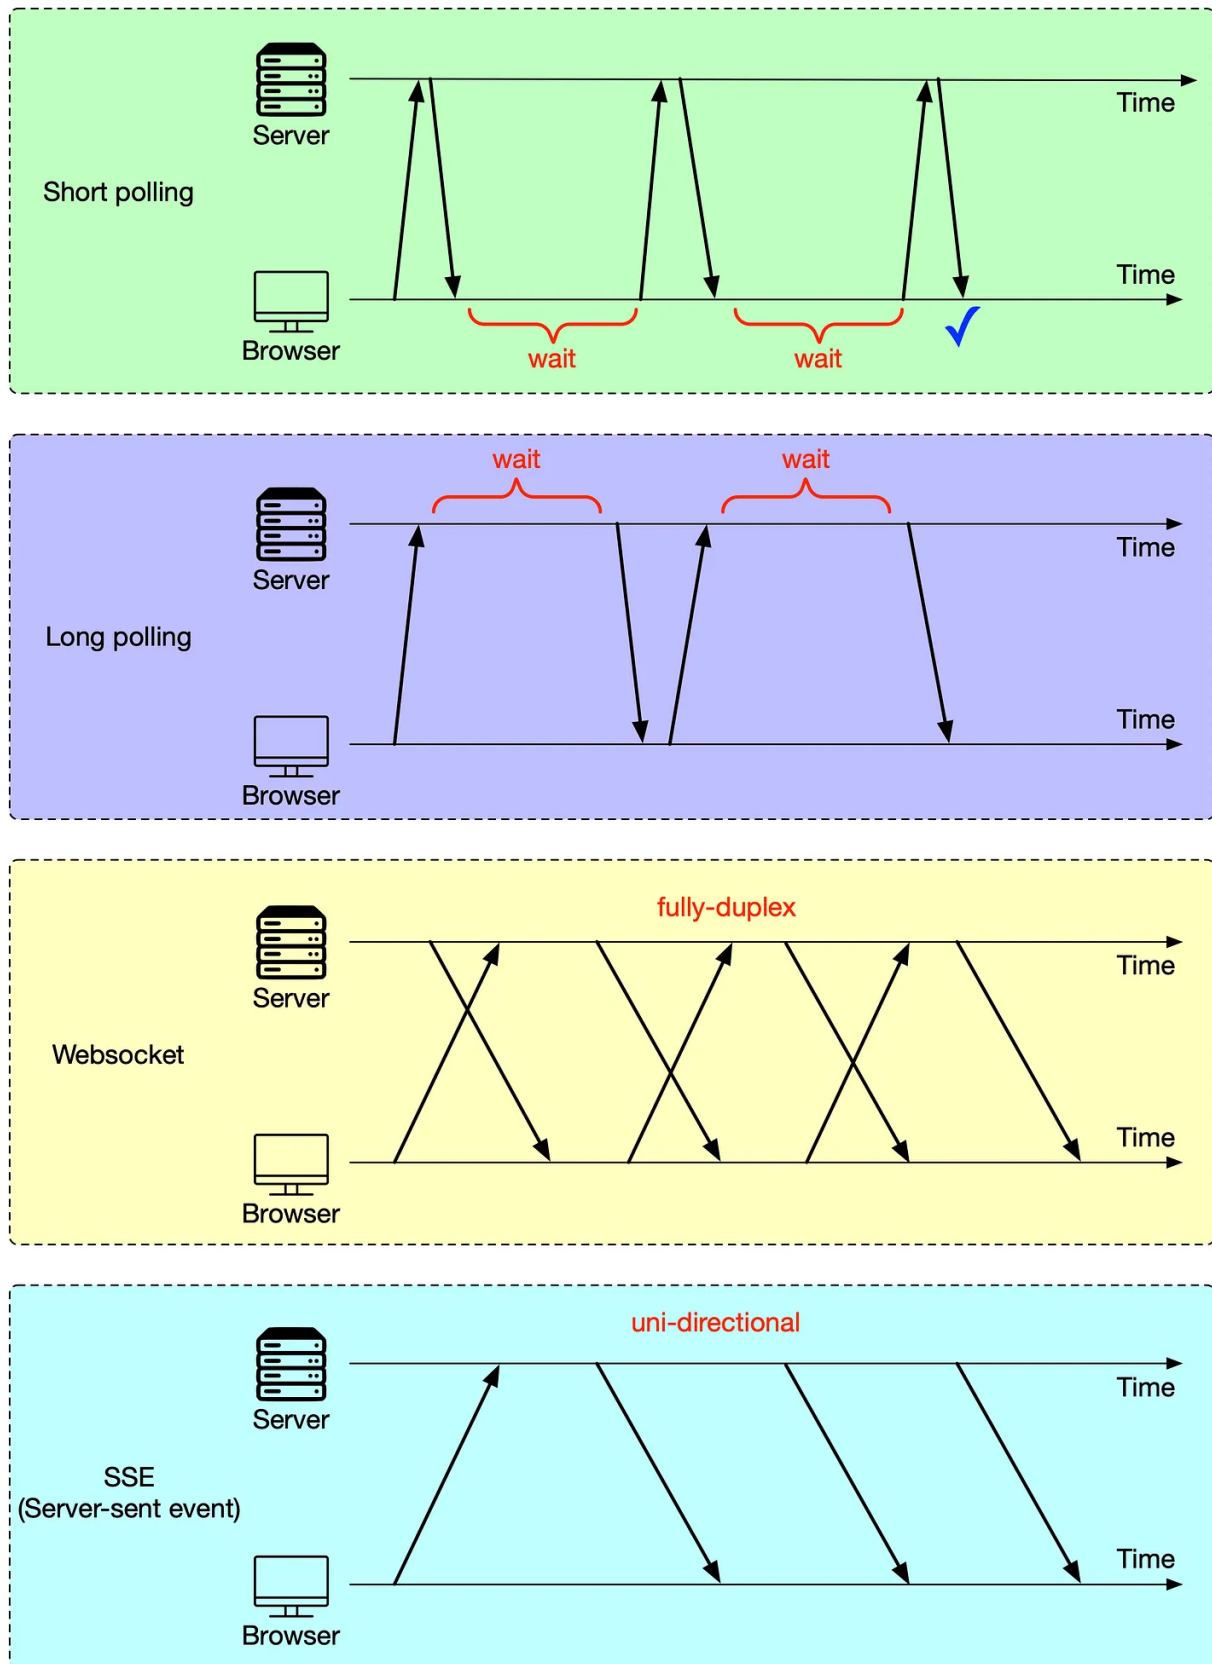 Server
Time
Short polling
Time
Browser
wait
wait
wait
wait
Server
Time
Long polling
Time
Browser
fully-duplex
Server
Time
Websocket
Time
Browser
uni-directional
Server
Time
SSE
(Server-sent event)
Time
Browser